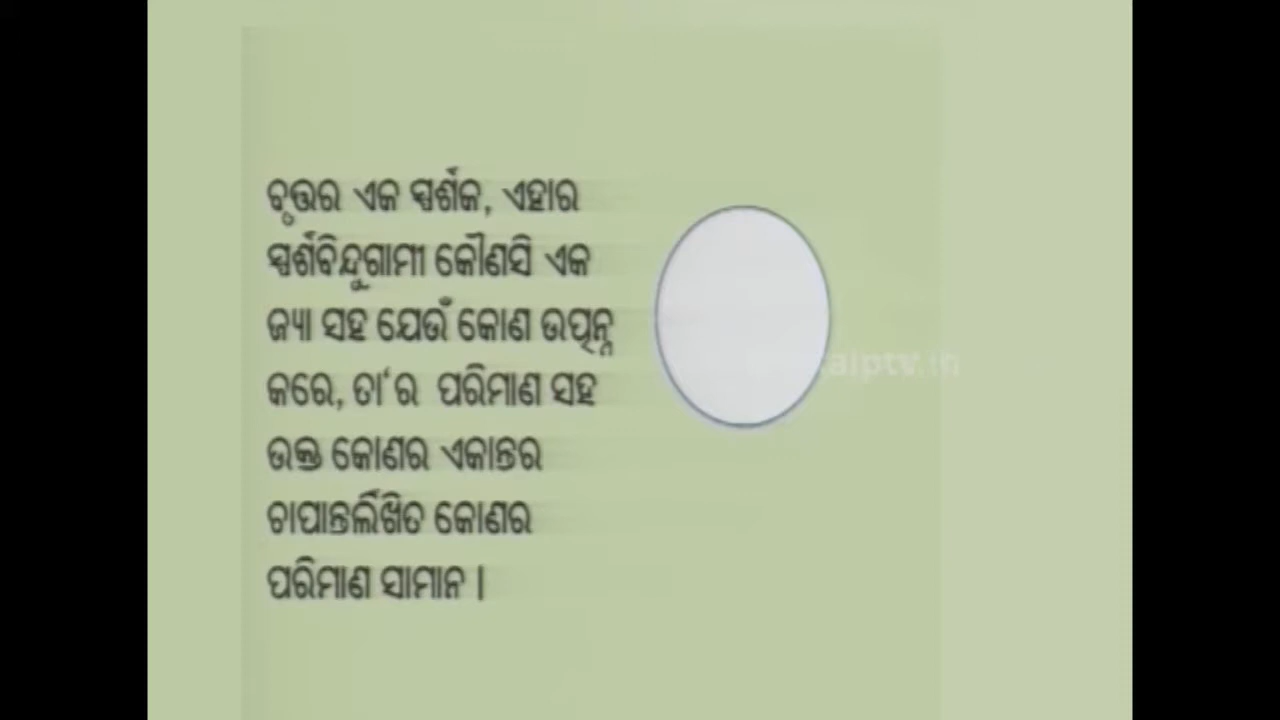 ବୃତ୍ତର ଏକ ସ୍ପର୍ଶକ, ଏହାର
ସ୍ପର୍ଶବିନ୍ଦୁଗାମୀ କୌଣସି ଏକ
ଜ୍ୟା ସହ ଯେଉଁ କୋଣ ଉତ୍ପନ୍ନ
କରେ, ତା‘ର ପରିମାଣ ସହ
ଉକ୍ତ କୋଣର ଏକାନ୍ତର
ଚାପାନ୍ତର୍ଲିଖିତ କୋଣର
ପରିମାଣ ସାମାନ |